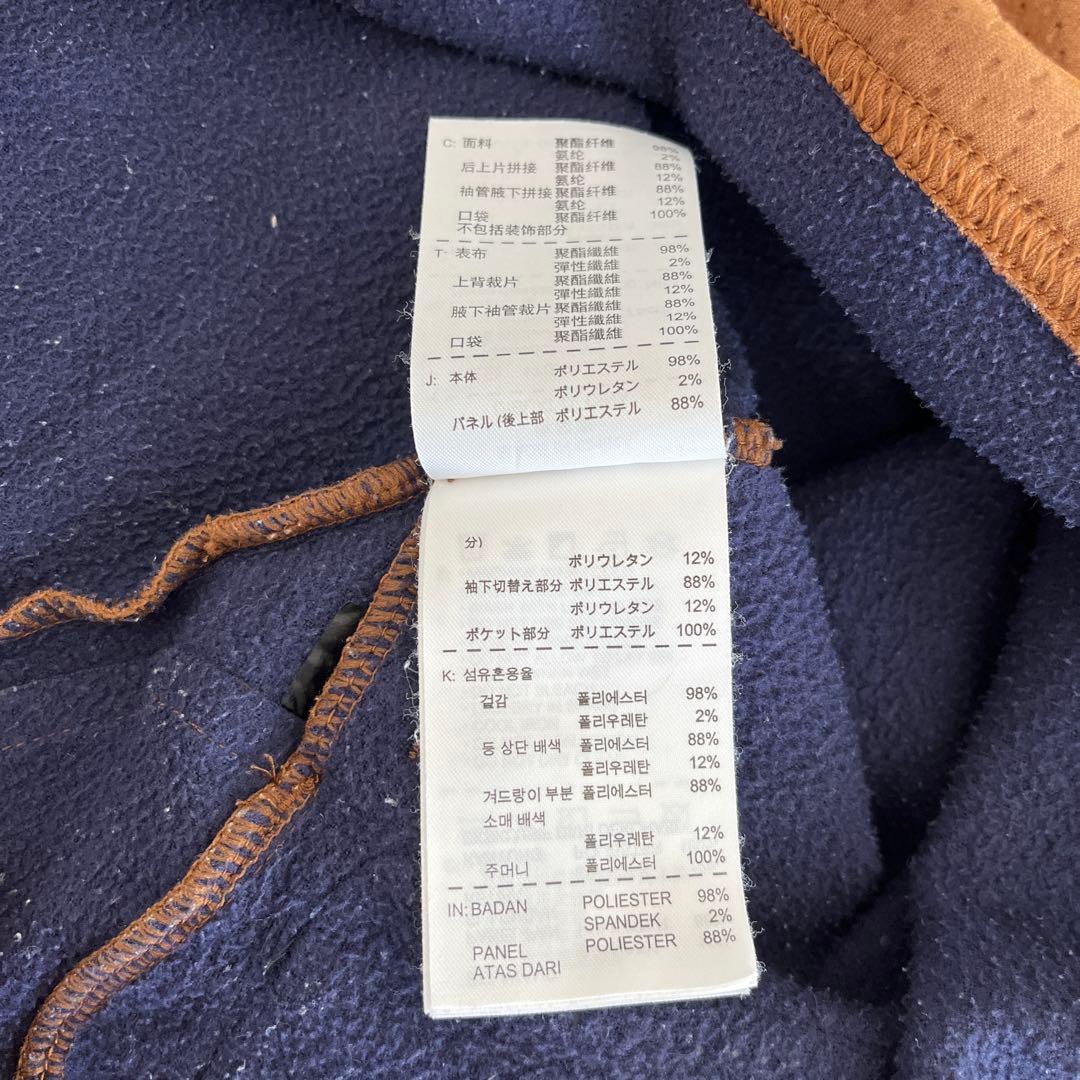 C: 面料 聚酯纤维 98%
氨纶 2%
后上片拼接 聚酯纤维 88%
氨纶 12%
袖管腋下拼接 聚酯纤维 88%
氨纶 12%
口袋 聚酯纤维 100%
不包括装饰部分
T: 表布 聚酯纖維 98%
彈性纖維 2%
上背裁片 聚酯纖維 88%
彈性纖維 12%
腋下袖管裁片 聚酯纖維 88%
彈性纖維 12%
口袋 聚酯纖維 100%
J: 本体 ポリエステル 98%
ポリウレタン 2%
パネル (後上部 ポリエステル 88%
分)
ポリウレタン 12%
袖下切替え部分 ポリエステル 88%
ポリウレタン 12%
ポケット部分 ポリエステル 100%
K: 섬유혼용율
겉감 폴리에스터 98%
폴리우레탄 2%
등 상단 배색 폴리에스터 88%
폴리우레탄 12%
겨드랑이 부분 폴리에스터 88%
소매 배색
폴리우레탄 12%
주머니 폴리에스터 100%
IN: BADAN POLIESTER 98%
SPANDEK 2%
PANEL POLIESTER 88%
ATAS DARI